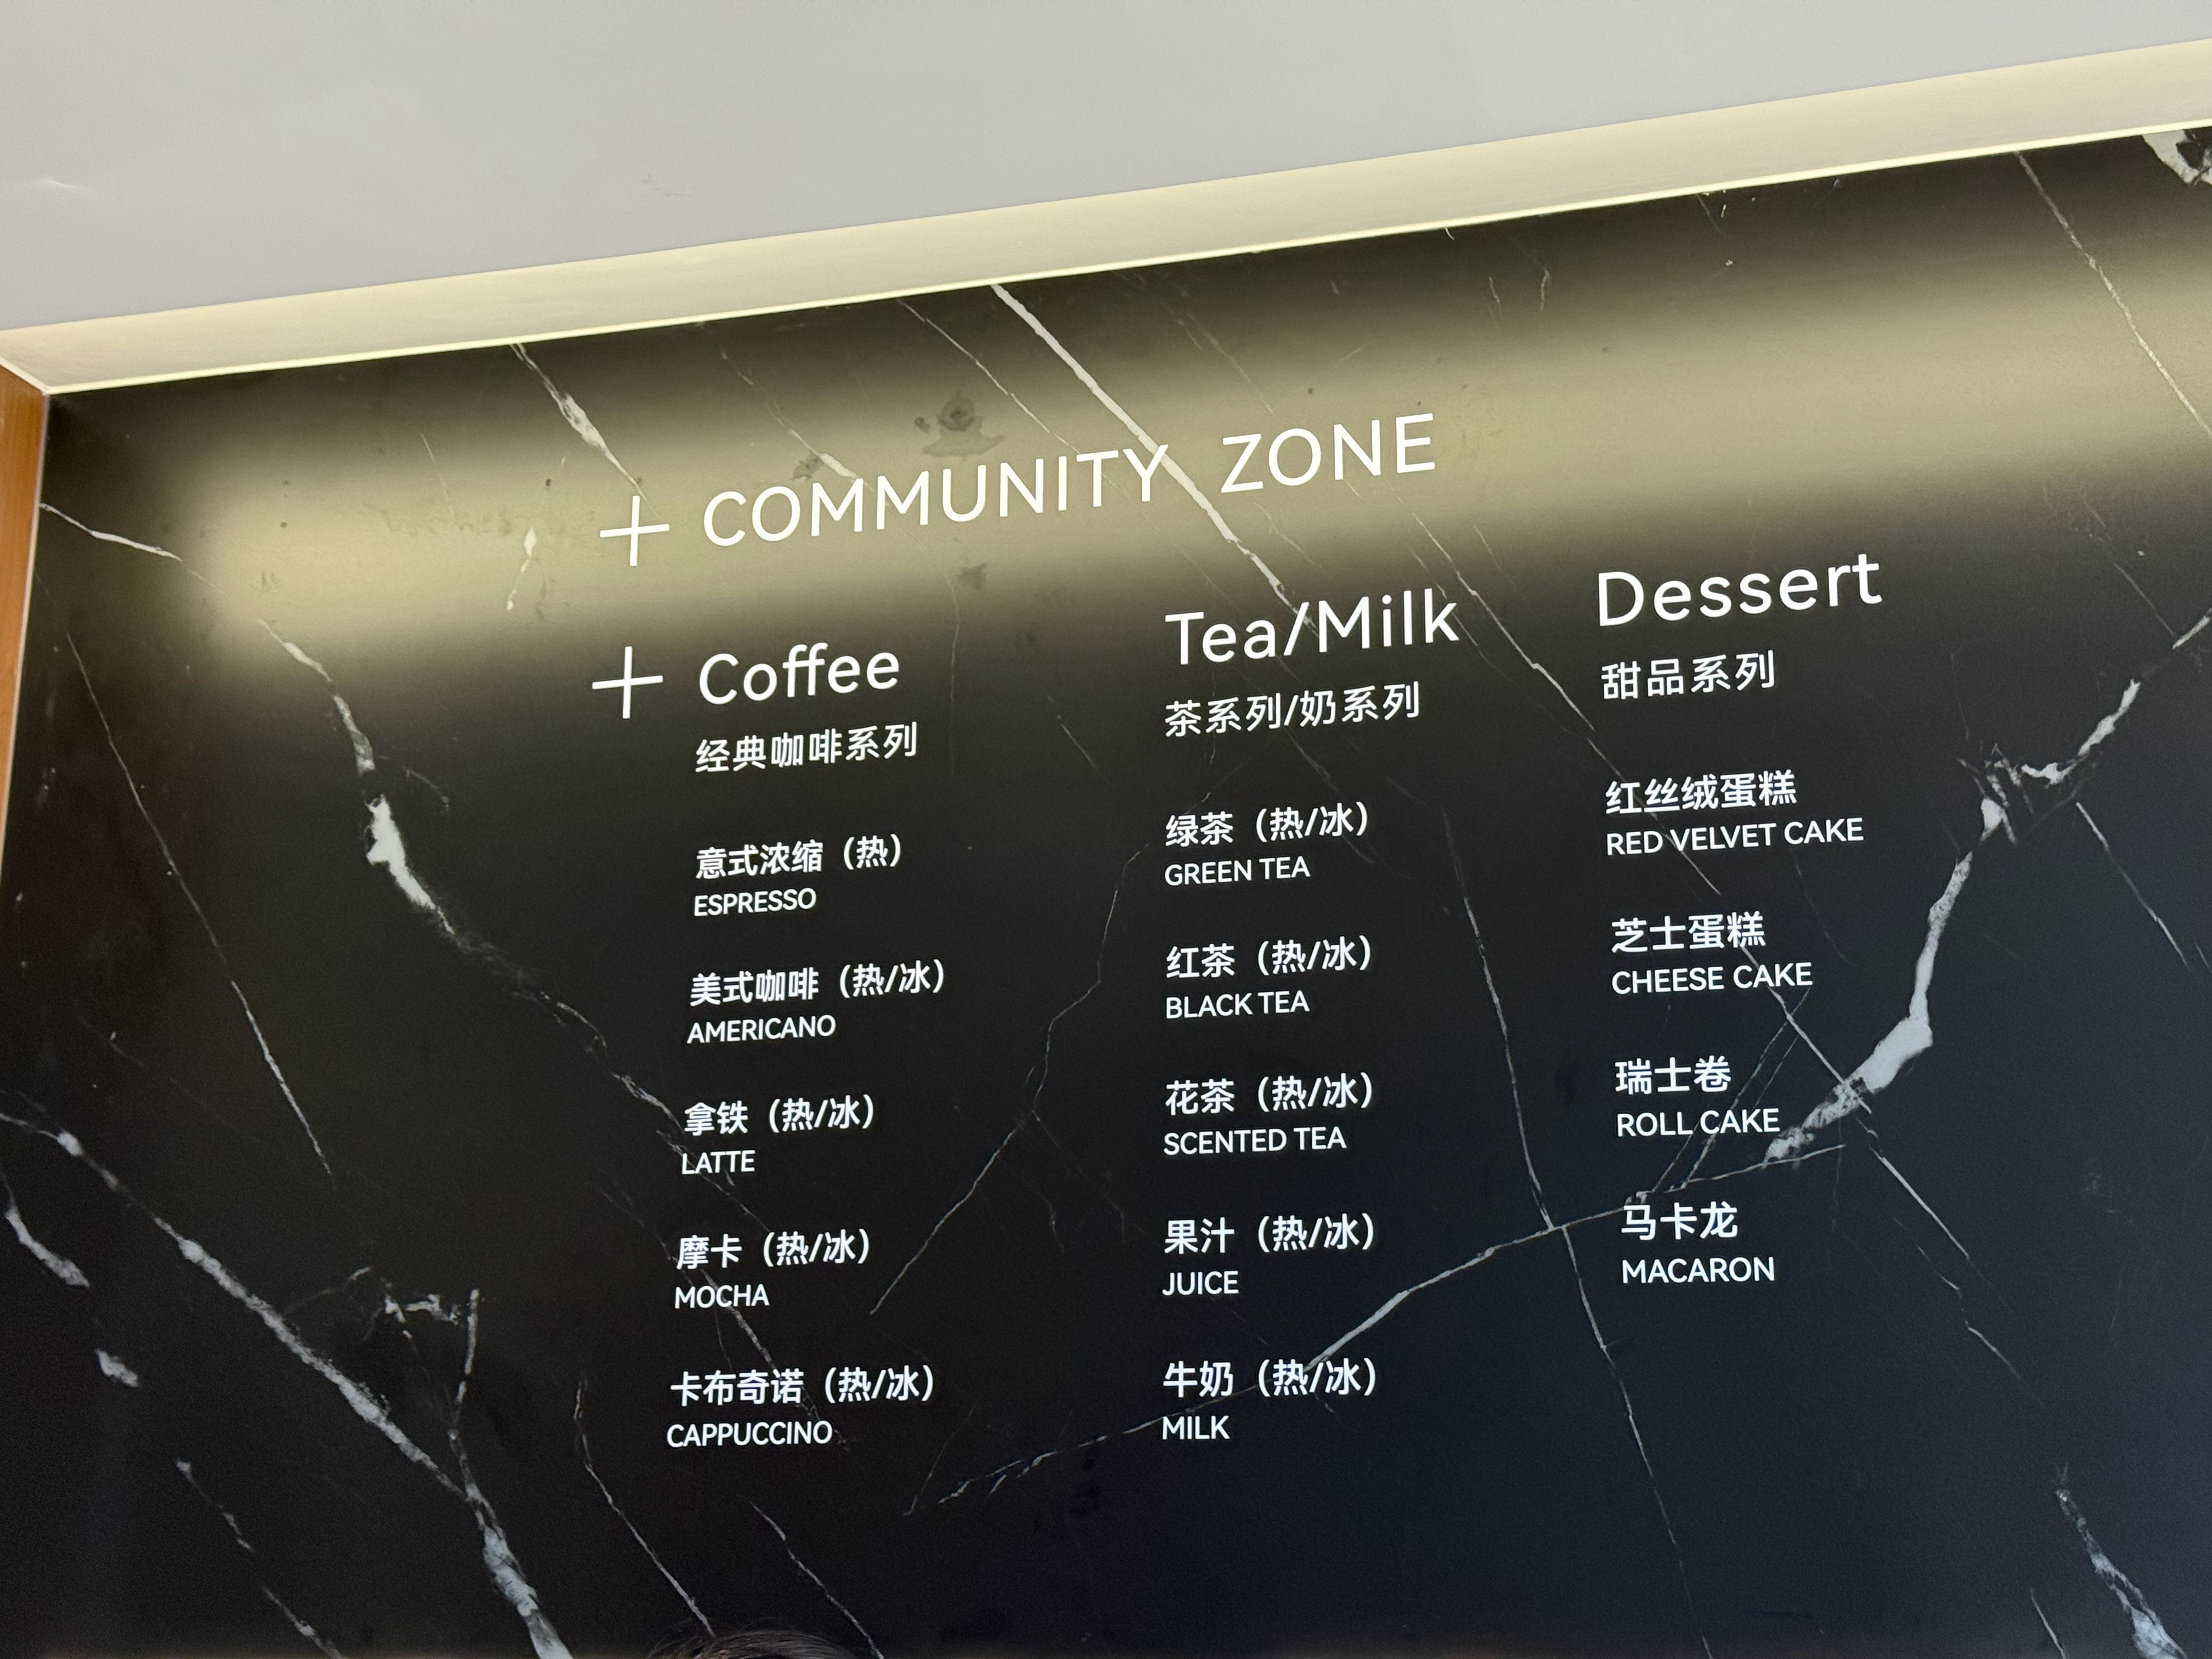 + COMMUNITY ZONE
+ Coffee
经典咖啡系列
意式浓缩（热）
ESPRESSO
美式咖啡（热/冰）
AMERICANO
拿铁（热/冰）
LATTE
摩卡（热/冰）
MOCHA
卡布奇诺（热/冰）
CAPPUCCINO
Tea/Milk
茶系列/奶系列
绿茶（热/冰）
GREEN TEA
红茶（热/冰）
BLACK TEA
花茶（热/冰）
SCENTED TEA
果汁（热/冰）
JUICE
牛奶（热/冰）
MILK
Dessert
甜品系列
红丝绒蛋糕
RED VELVET CAKE
芝士蛋糕
CHEESE CAKE
瑞士卷
ROLL CAKE
马卡龙
MACARON